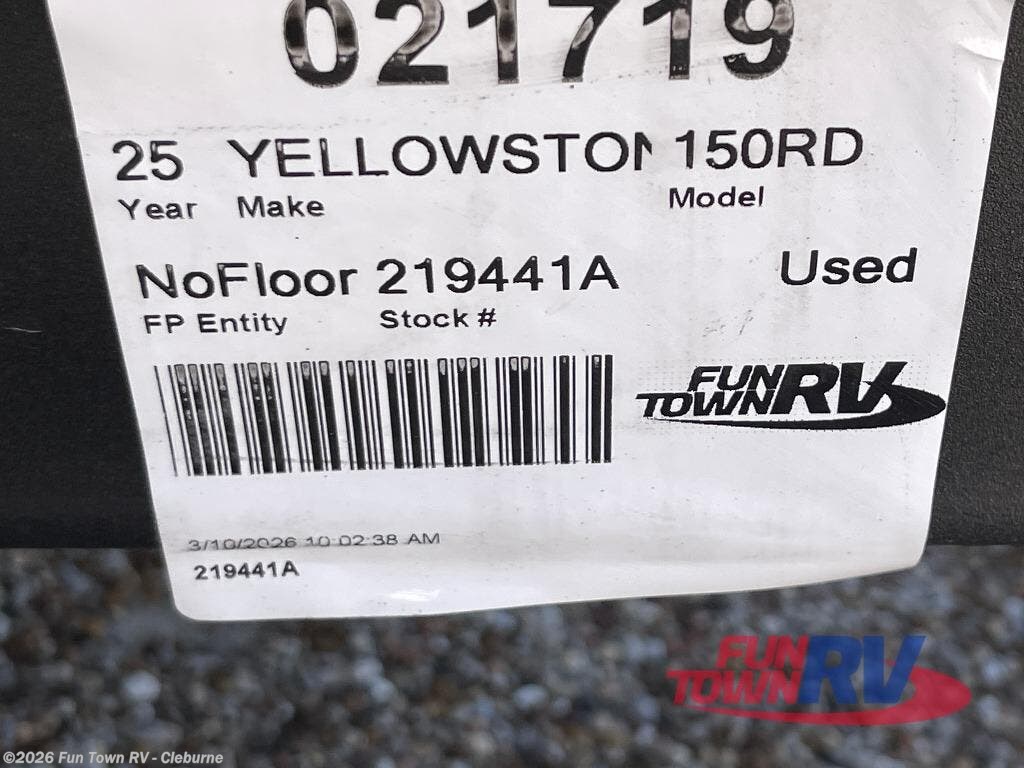 021719
25 YELLOWSTON 150RD
Year Make Model
NoFloor 219441A Used
FP Entity Stock #
FUN TOWN RV
3/10/2026 10:02:38 AM
219441A
FUN TOWN RV
©2026 Fun Town RV - Cleburne